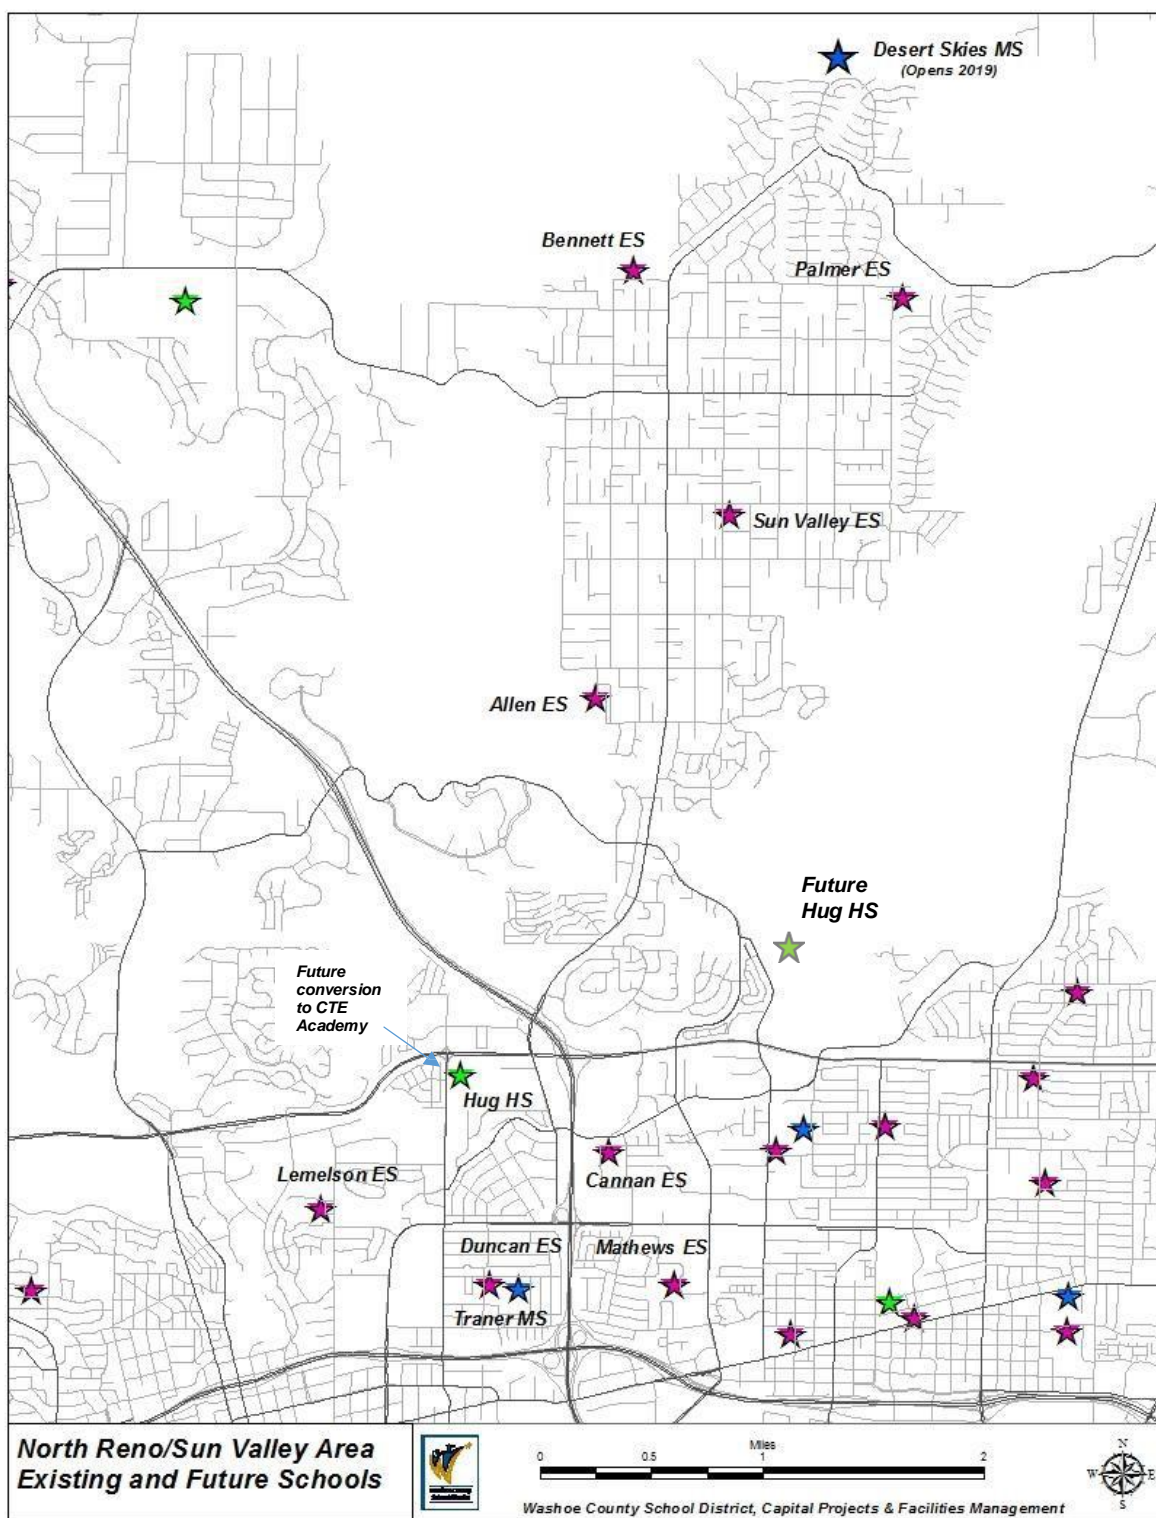 Desert Skies MS
(Opens 2019)
Bennett ES
Palmer ES
Sun Valley ES
Allen ES
Future
Hug HS
Future
conversion
to CTE
Academy
Hug HS
Lemelson ES
Cannan ES
Duncan ES
Mathews ES
Traner MS
North Reno/Sun Valley Area
Existing and Future Schools
Miles
0 0.5 1 2
Washoe County School District, Capital Projects & Facilities Management
N
W E
S